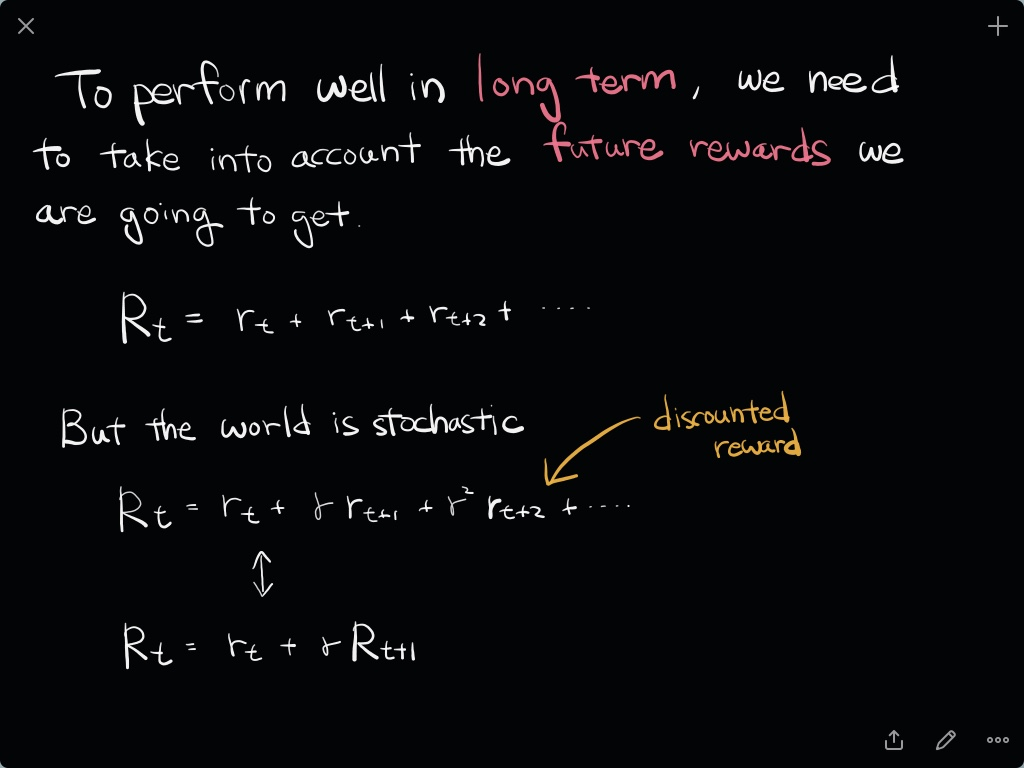 To perform well in long term, we need
to take into account the future rewards we
are going to get.
Rₜ = rₜ + rₜ₊₁ + rₜ₊₂ + ....
But the world is stochastic
discounted
reward
Rₜ = rₜ + γ rₜ₊₁ + γ² rₜ₊₂ + ....
↕
Rₜ = rₜ + γ Rₜ₊₁